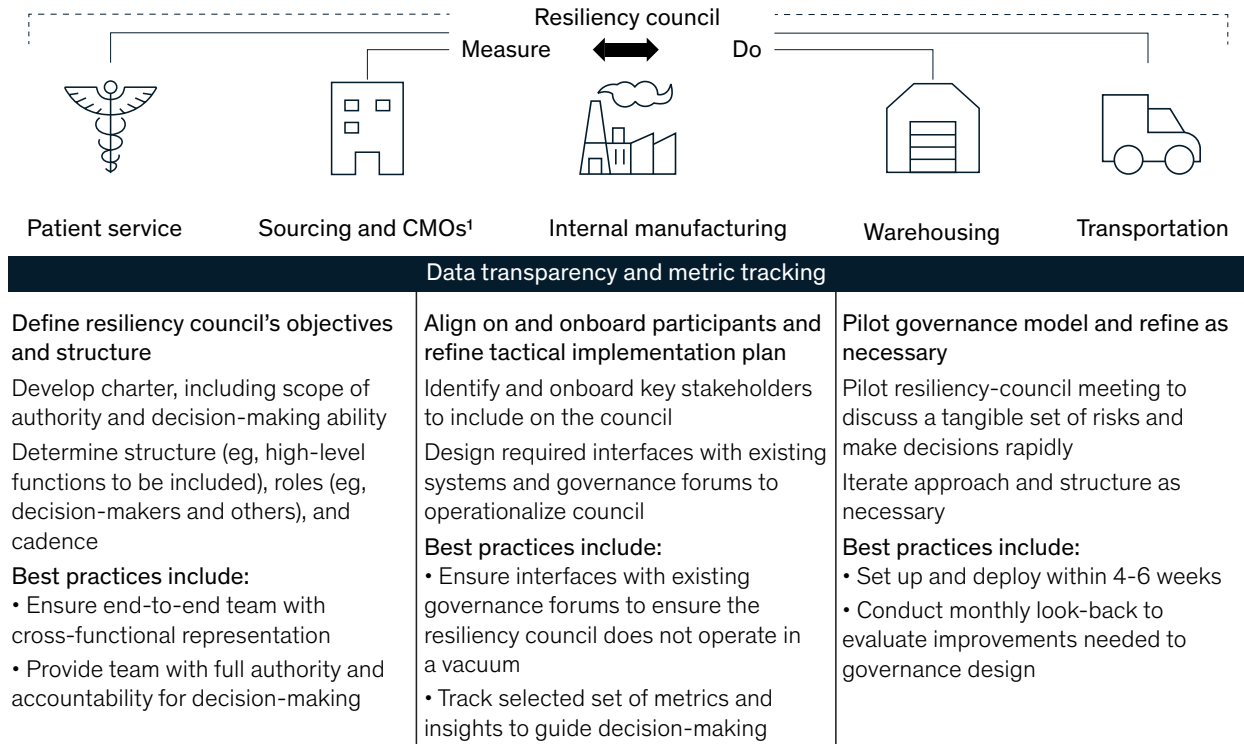 Resiliency council
Measure
Do
Patient service
Sourcing and CMOs¹
Internal manufacturing
Warehousing
Transportation
Data transparency and metric tracking
Define resiliency council’s objectives
and structure
Develop charter, including scope of
authority and decision-making ability
Determine structure (eg, high-level
functions to be included), roles (eg,
decision-makers and others), and
cadence
Best practices include:
• Ensure end-to-end team with
cross-functional representation
• Provide team with full authority and
accountability for decision-making
Align on and onboard participants and
refine tactical implementation plan
Identify and onboard key stakeholders
to include on the council
Design required interfaces with existing
systems and governance forums to
operationalize council
Best practices include:
• Ensure interfaces with existing
governance forums to ensure the
resiliency council does not operate in
a vacuum
• Track selected set of metrics and
insights to guide decision-making
Pilot governance model and refine as
necessary
Pilot resiliency-council meeting to
discuss a tangible set of risks and
make decisions rapidly
Iterate approach and structure as
necessary
Best practices include:
• Set up and deploy within 4-6 weeks
• Conduct monthly look-back to
evaluate improvements needed to
governance design